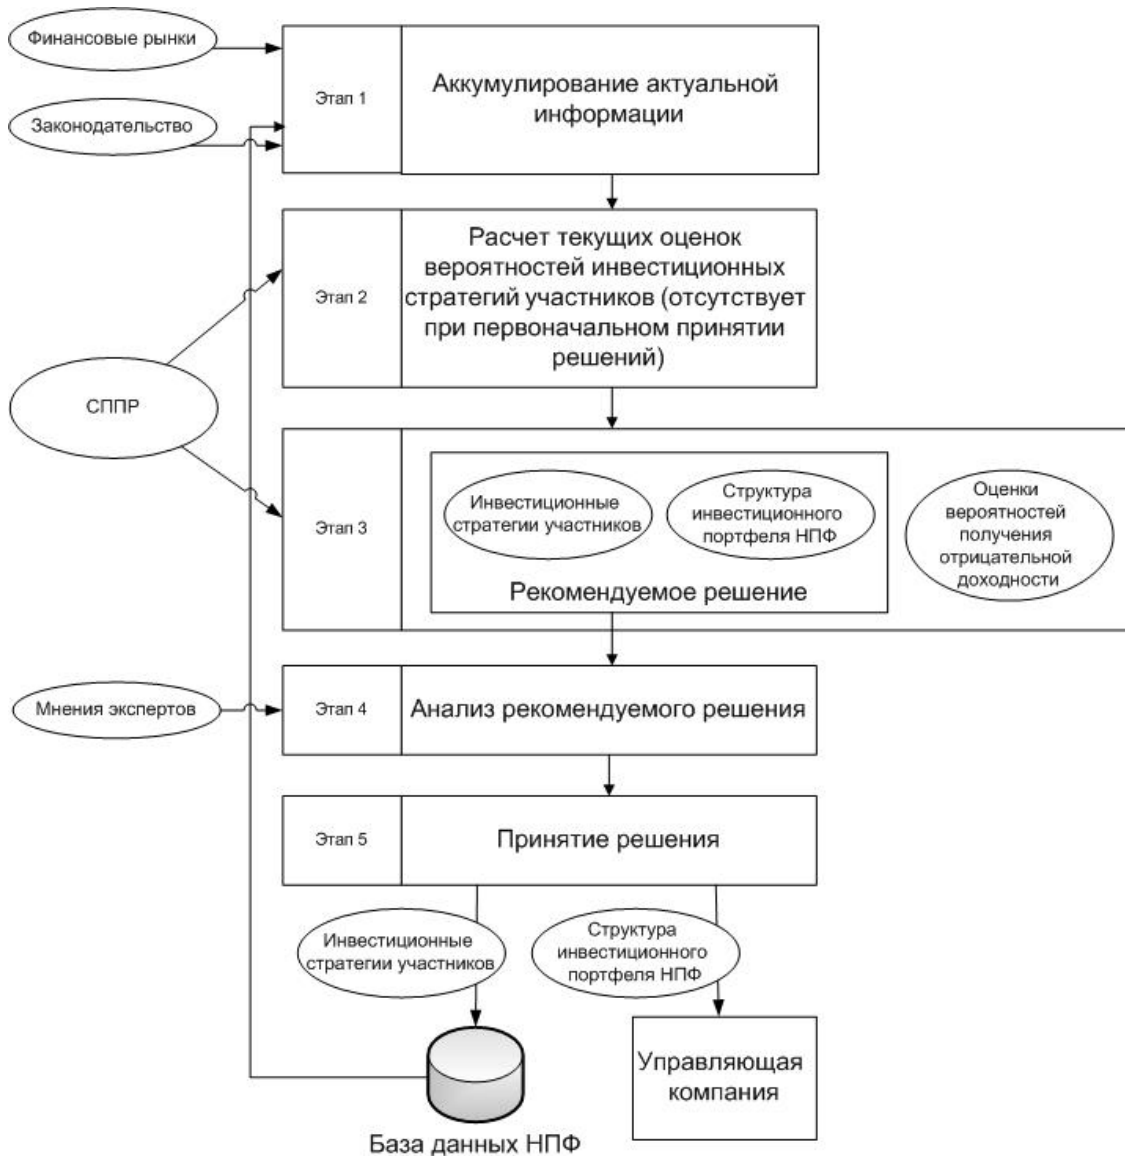 Финансовые рынки
Законодательство
Этап 1
Аккумулирование актуальной
информации
Этап 2
Расчет текущих оценок
вероятностей инвестиционных
стратегий участников (отсутствует
при первоначальном принятии
решений)
СППР
Этап 3
Инвестиционные
стратегии участников
Структура
инвестиционного
портфеля НПФ
Рекомендуемое решение
Оценки
вероятностей
получения
отрицательной
доходности
Мнения экспертов
Этап 4
Анализ рекомендуемого решения
Этап 5
Принятие решения
Инвестиционные
стратегии участников
Структура
инвестиционного
портфеля НПФ
Управляющая
компания
База данных НПФ